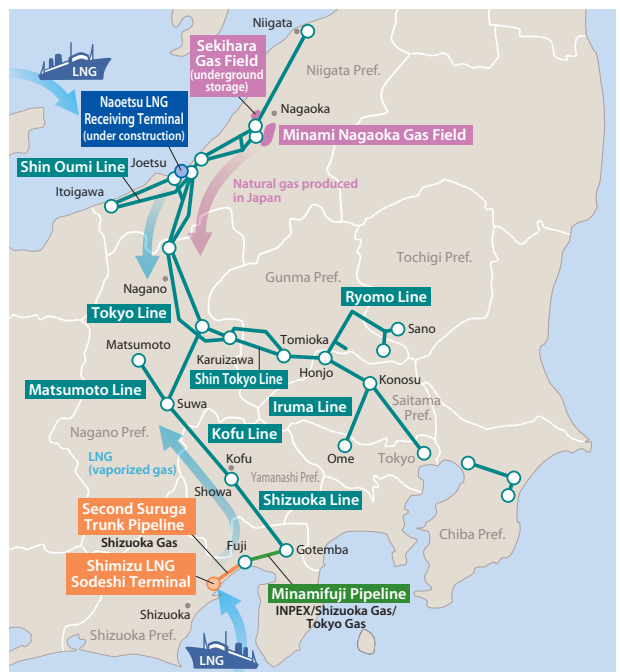 Niigata
Sekihara
Gas Field
(underground
storage)
Niigata Pref.
LNG
Naoetsu LNG
Receiving Terminal
(under construction)
Nagaoka
Minami Nagaoka Gas Field
Joetsu
Shin Oumi Line
Itoigawa
Natural gas produced
in Japan
Tochigi Pref.
Gunma Pref.
Nagano
Ryomo Line
Tokyo Line
Sano
Matsumoto
Tomioka
Karuizawa
Honjo
Shin Tokyo Line
Konosu
Matsumoto Line
Suwa
Iruma Line
Saitama
Pref.
Nagano Pref.
Kofu Line
LNG
(vaporized gas)
Kofu
Ome
Tokyo
Yamanashi Pref.
Showa
Shizuoka Line
Second Suruga
Trunk Pipeline
Shizuoka Gas
Chiba Pref.
Fuji
Gotemba
Shimizu LNG
Sodeshi Terminal
Minamifuji Pipeline
INPEX/Shizuoka Gas/
Tokyo Gas
Shizuoka
Shizuoka Pref.
LNG